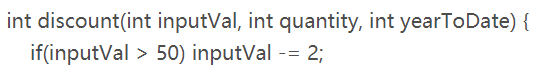 int discount(int inputVal, int quantity, int yearToDate) {
if(inputVal > 50) inputVal -= 2;